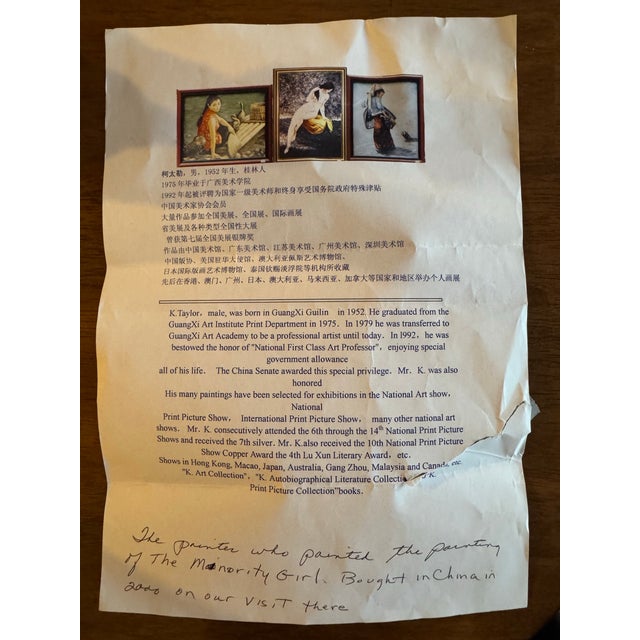 柯太勒，男，1952年生，桂林人
1975年毕业于广西美术学院
1992年起被评聘为国家一级美术师和终身享受国务院政府特殊津贴
中国美术家协会会员
大量作品参加全国美展、全国展、国际画展
省美展及各种类型全国性大展
曾获第七届全国美展银牌奖
作品由中国美术馆、广东美术馆、江苏美术馆、广州美术馆、深圳美术馆
中国版协、美国驻华大使馆、澳大利亚佩斯艺术博物馆、
日本国际版画艺术博物馆、泰国钛赐淡浮院等机构所收藏
先后在香港、澳门、广州、日本、澳大利亚、马来西亚、加拿大等国家和地区举办个人画展
K.Taylor，male, was born in GuangXi Guilin in 1952. He graduated from the
GuangXi Art Institute Print Department in 1975. In 1979 he was transferred to
GuangXi Art Academy to be a professional artist until today. In l992, he was
bestowed the honor of "National First Class Art Professor"，enjoying special
government allowance
all of his life. The China Senate awarded this special privilege. Mr. K. was also
honored
His many paintings have been selected for exhibitions in the National Art show，
National
Print Picture Show， International Print Picture Show， many other national art
shows. Mr. K. consecutively attended the 6th through the 14th National Print Picture
Shows and received the 7th silver. Mr. K.also received the 10th National Print Picture
Show Copper Award the 4th Lu Xun Literary Award，etc.
Shows in Hong Kong, Macao, Japan, Australia, Gang Zhou, Malaysia and Canada, etc.
"K. Art Collection"，"K. Autobiographical Literature K.
Print Picture Collection"books.
The painter who painted the painting
of The Minority Girl. Bought in China in
2000 on our visit there